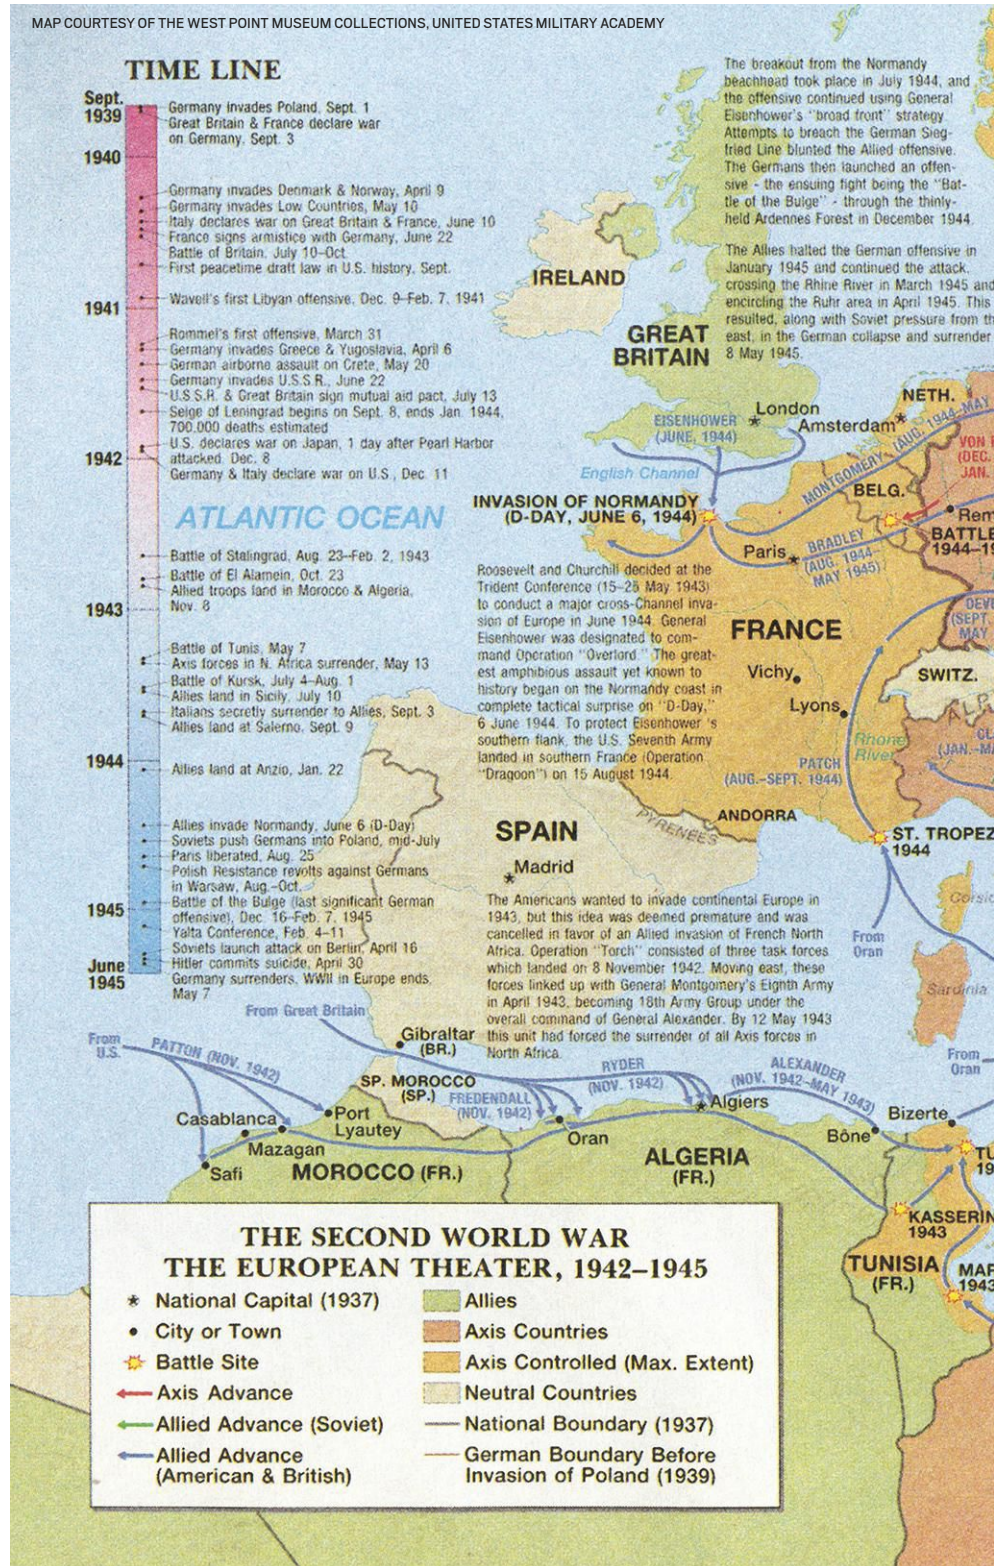 MAP COURTESY OF THE WEST POINT MUSEUM COLLECTIONS, UNITED STATES MILITARY ACADEMY
TIME LINE
Sept.
1939
Germany invades Poland, Sept. 1
Great Britain & France declare war
on Germany, Sept. 3
1940
Germany invades Denmark & Norway, April 9
Germany invades Low Countries, May 10
Italy declares war on Great Britain & France, June 10
France signs armistice with Germany, June 22
Battle of Britain, July 10–Oct.
First peacetime draft law in U.S. history, Sept.
Wavell's first Libyan offensive, Dec. 9–Feb. 7, 1941
1941
Rommel's first offensive, March 31
Germany invades Greece & Yugoslavia, April 6
German airborne assault on Crete, May 20
Germany invades U.S.S.R., June 22
U.S.S.R. & Great Britain sign mutual aid pact, July 13
Seige of Leningrad begins on Sept. 8, ends Jan. 1944,
700,000 deaths estimated
U.S. declares war on Japan, 1 day after Pearl Harbor
attacked, Dec. 8
1942
Germany & Italy declare war on U.S., Dec. 11
ATLANTIC OCEAN
Battle of Stalingrad, Aug. 23–Feb. 2, 1943
Battle of El Alamein, Oct. 23
Allied troops land in Morocco & Algeria,
Nov. 8
1943
Battle of Tunis, May 7
Axis forces in N. Africa surrender, May 13
Battle of Kursk, July 4–Aug. 1
Allies land in Sicily, July 10
Italians secretly surrender to Allies, Sept. 3
Allies land at Salerno, Sept. 9
1944
Allies land at Anzio, Jan. 22
Allies invade Normandy, June 6 (D-Day)
Soviets push Germans into Poland, mid-July
Paris liberated, Aug. 25
Polish Resistance revolts against Germans
in Warsaw, Aug.–Oct.
1945
Battle of the Bulge (last significant German
offensive), Dec. 16–Feb. 7, 1945
Yalta Conference, Feb. 4–11
Soviets launch attack on Berlin, April 16
Hitler commits suicide, April 30
June
1945
Germany surrenders, WWII in Europe ends,
May 7
The breakout from the Normandy
beachhead took place in July 1944, and
the offensive continued using General
Eisenhower's "broad front" strategy.
Attempts to breach the German Sieg-
fried Line blunted the Allied offensive.
The Germans then launched an offen-
sive - the ensuing fight being the "Bat-
tle of the Bulge" - through the thinly-
held Ardennes Forest in December 1944.
The Allies halted the German offensive in
January 1945 and continued the attack,
crossing the Rhine River in March 1945 and
encircling the Ruhr area in April 1945. This
resulted, along with Soviet pressure from th
east, in the German collapse and surrender
8 May 1945.
IRELAND
GREAT
BRITAIN
London
NETH.
Amsterdam
EISENHOWER
(JUNE, 1944)
English Channel
MONTGOMERY (AUG. 1944–MAY
VON
(DEC.
JAN.
BELG.
INVASION OF NORMANDY
(D-DAY, JUNE 6, 1944)
Rem
BATTLE
1944–19
Paris
BRADLEY
(AUG. 1944–
MAY 1945)
Roosevelt and Churchill decided at the
Trident Conference (15–25 May 1943)
to conduct a major cross-Channel inva-
sion of Europe in June 1944. General
Eisenhower was designated to com-
mand Operation "Overlord." The great-
est amphibious assault yet known to
history began on the Normandy coast in
complete tactical surprise on "D-Day,"
6 June 1944. To protect Eisenhower 's
southern flank, the U.S. Seventh Army
landed in southern France (Operation
"Dragoon") on 15 August 1944.
FRANCE
DEV
(SEPT.
MAY
SWITZ.
Vichy
Lyons
ALP
Rhone
River
CL
(JAN.–MA
PATCH
(AUG.–SEPT. 1944)
ANDORRA
PYRENEES
ST. TROPEZ
1944
SPAIN
Madrid
Corsic
From
Oran
Sardinia
The Americans wanted to invade continental Europe in
1943, but this idea was deemed premature and was
cancelled in favor of an Allied invasion of French North
Africa. Operation "Torch" consisted of three task forces
which landed on 8 November 1942. Moving east, these
forces linked up with General Montgomery's Eighth Army
in April 1943, becoming 18th Army Group under the
overall command of General Alexander. By 12 May 1943
this unit had forced the surrender of all Axis forces in
North Africa.
From Great Britain
From
U.S.
PATTON (NOV. 1942)
Gibraltar
(BR.)
SP. MOROCCO
(SP.)
FREDENDALL
(NOV. 1942)
RYDER
(NOV. 1942)
ALEXANDER
(NOV. 1942–MAY 1943)
From
Oran
Casablanca
Port
Lyautey
Mazagan
Safi
Oran
Algiers
Bône
Bizerte
TU
19
MOROCCO (FR.)
ALGERIA
(FR.)
KASSERIN
1943
TUNISIA
(FR.)
MAR
1943
THE SECOND WORLD WAR
THE EUROPEAN THEATER, 1942–1945
National Capital (1937)
City or Town
Battle Site
Axis Advance
Allied Advance (Soviet)
Allied Advance
(American & British)
Allies
Axis Countries
Axis Controlled (Max. Extent)
Neutral Countries
National Boundary (1937)
German Boundary Before
Invasion of Poland (1939)